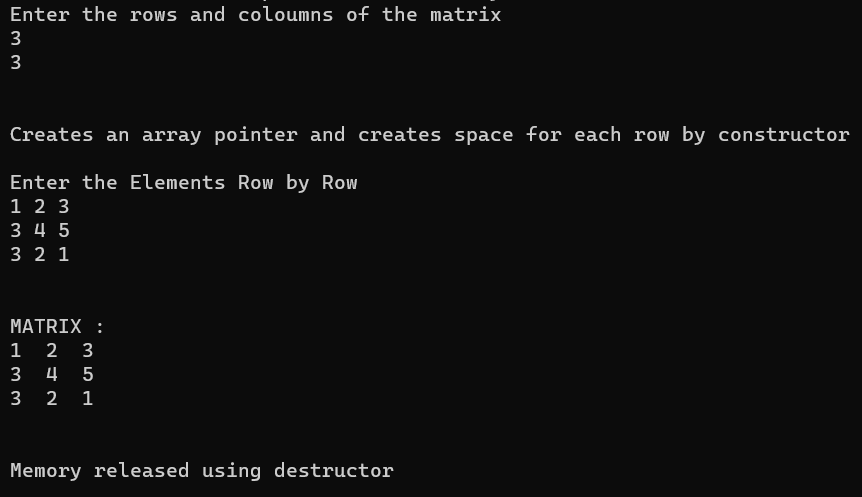 Enter the rows and coloumns of the matrix
3
3
Creates an array pointer and creates space for each row by constructor
Enter the Elements Row by Row
1 2 3
3 4 5
3 2 1
MATRIX :
1  2  3
3  4  5
3  2  1
Memory released using destructor